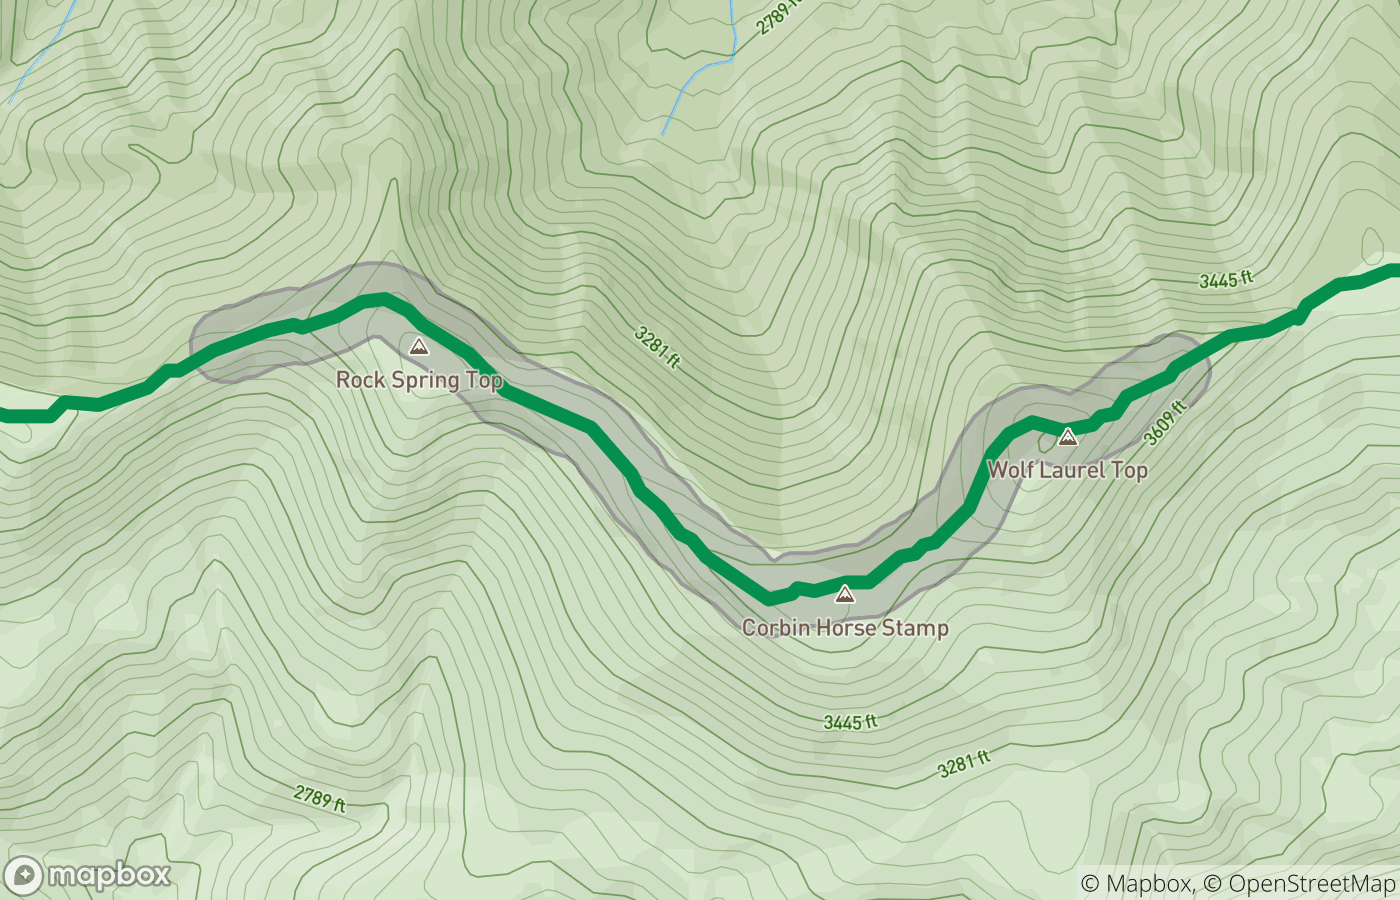 2789 ft
3445 ft
3281 ft
Rock Spring Top
3609 ft
Wolf Laurel Top
Corbin Horse Stamp
3445 ft
3281 ft
2789 ft
mapbox
© Mapbox, © OpenStreetMap